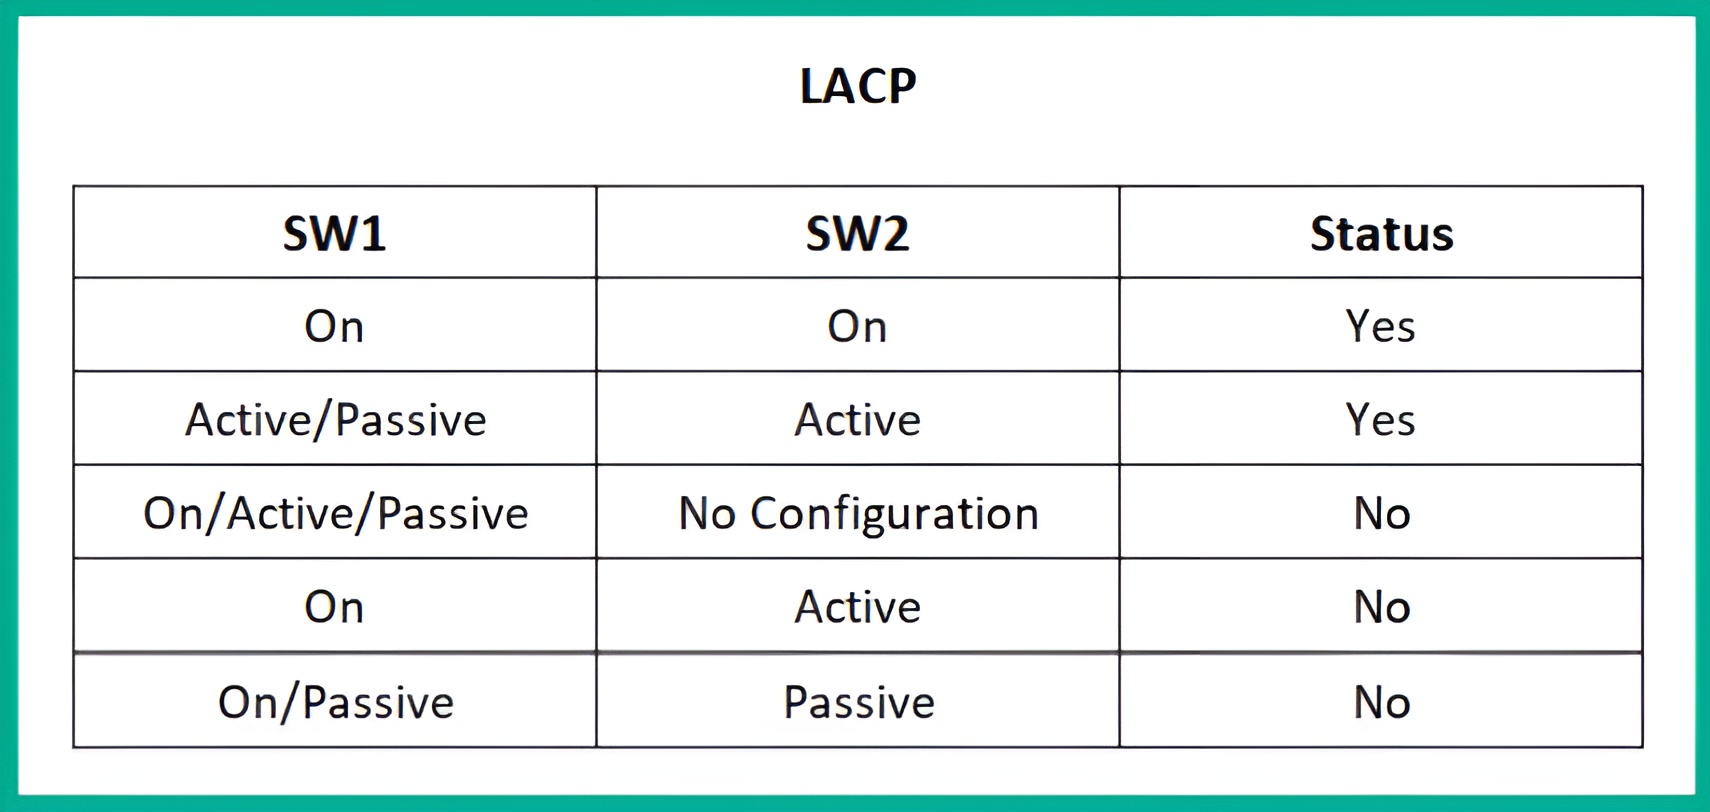 LACP
SW1 SW2 Status
On On Yes
Active/Passive Active Yes
On/Active/Passive No Configuration No
On Active No
On/Passive Passive No